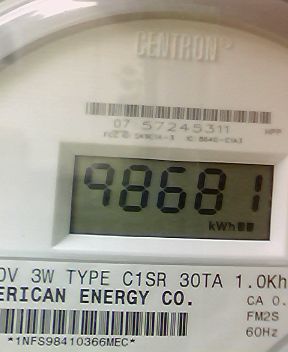 CENTRON®
07 57245311 HPP
98681
kWh
0V 3W TYPE C1SR 30TA 1.0Kh
ERICAN ENERGY CO. CA 0.
FM2S
*1NFS98410366MEC* 60Hz